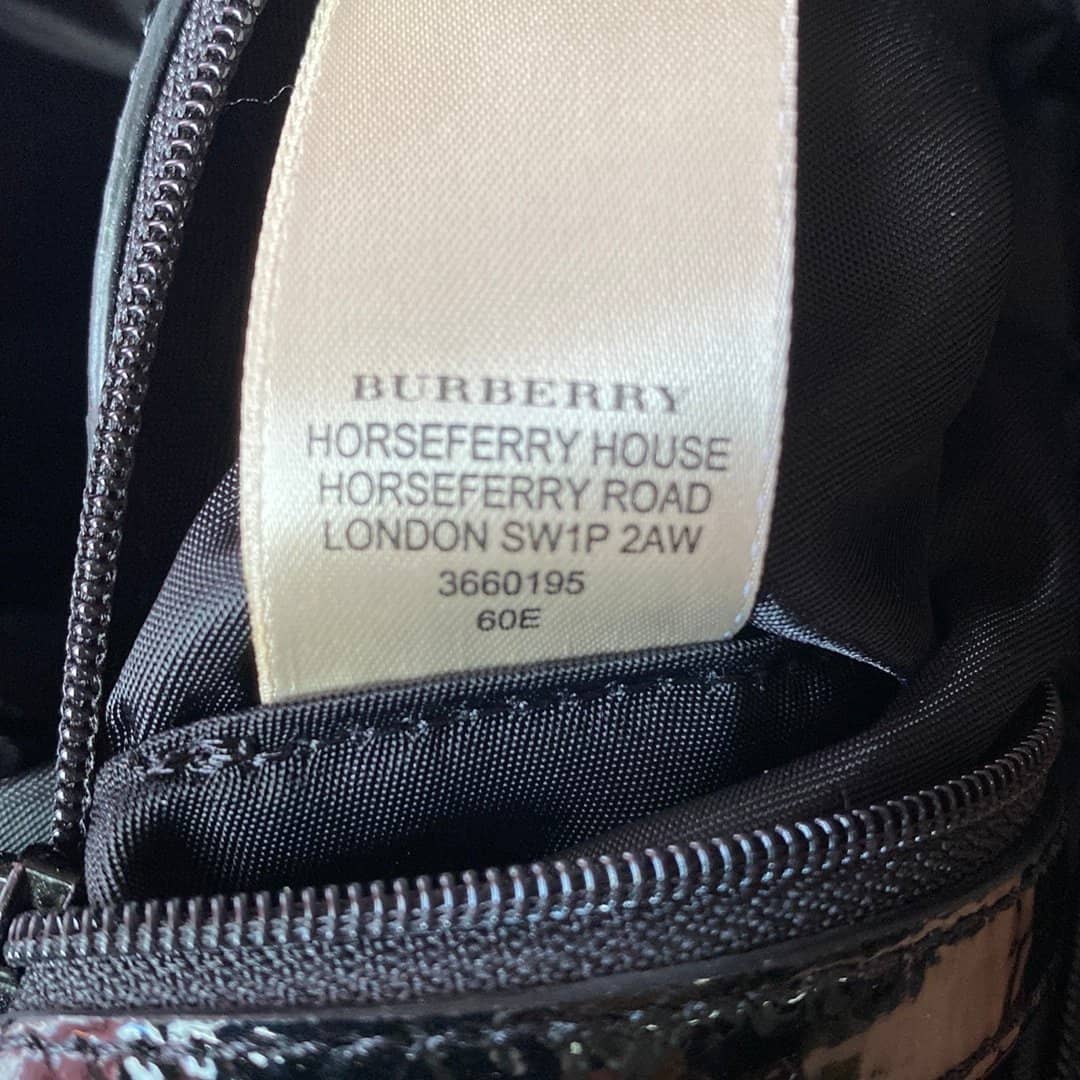 BURBERRY
HORSEFERRY HOUSE
HORSEFERRY ROAD
LONDON SW1P 2AW
3660195
60E